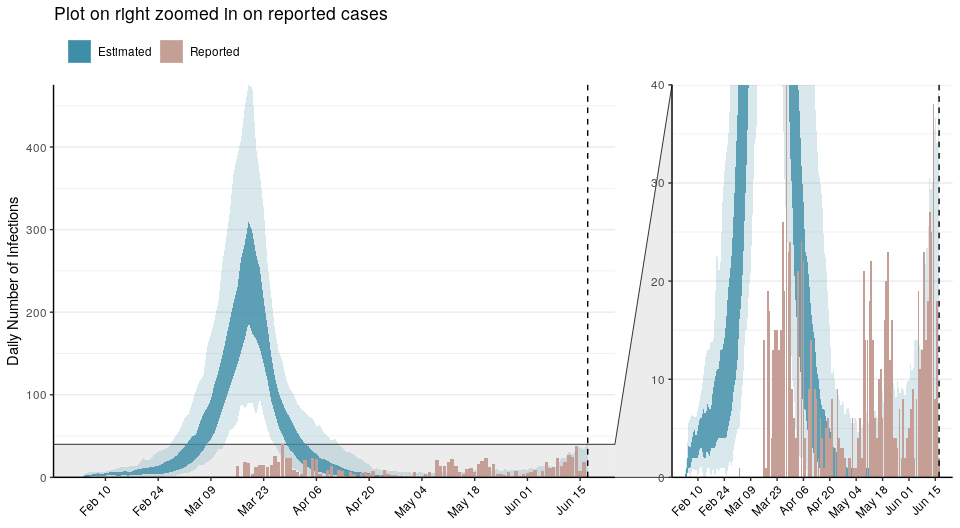 Plot on right zoomed in on reported cases
Estimated Reported
Daily Number of Infections
400
300
200
100
0
Feb 10 Feb 24 Mar 09 Mar 23 Apr 06 Apr 20 May 04 May 18 Jun 01 Jun 15
40
30
20
10
0
Feb 10 Feb 24 Mar 09 Mar 23 Apr 06 Apr 20 May 04 May 18 Jun 01 Jun 15